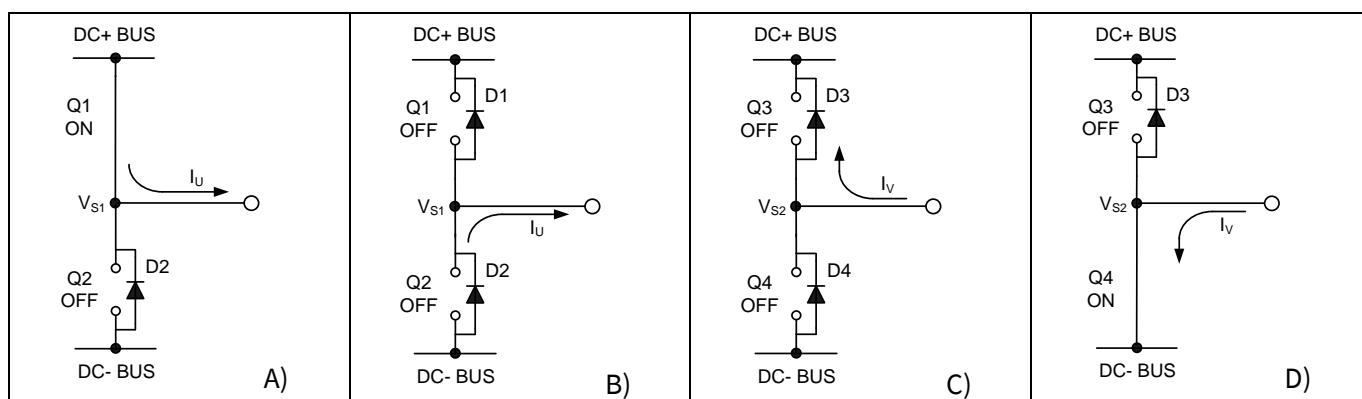 DC+ BUS
Q1
ON
I_U
V_S1
D2
Q2
OFF
DC- BUS
A)
DC+ BUS
D1
Q1
OFF
V_S1
I_U
D2
Q2
OFF
DC- BUS
B)
DC+ BUS
D3
Q3
OFF
I_V
V_S2
D4
Q4
OFF
DC- BUS
C)
DC+ BUS
D3
Q3
OFF
V_S2
I_V
Q4
ON
DC- BUS
D)